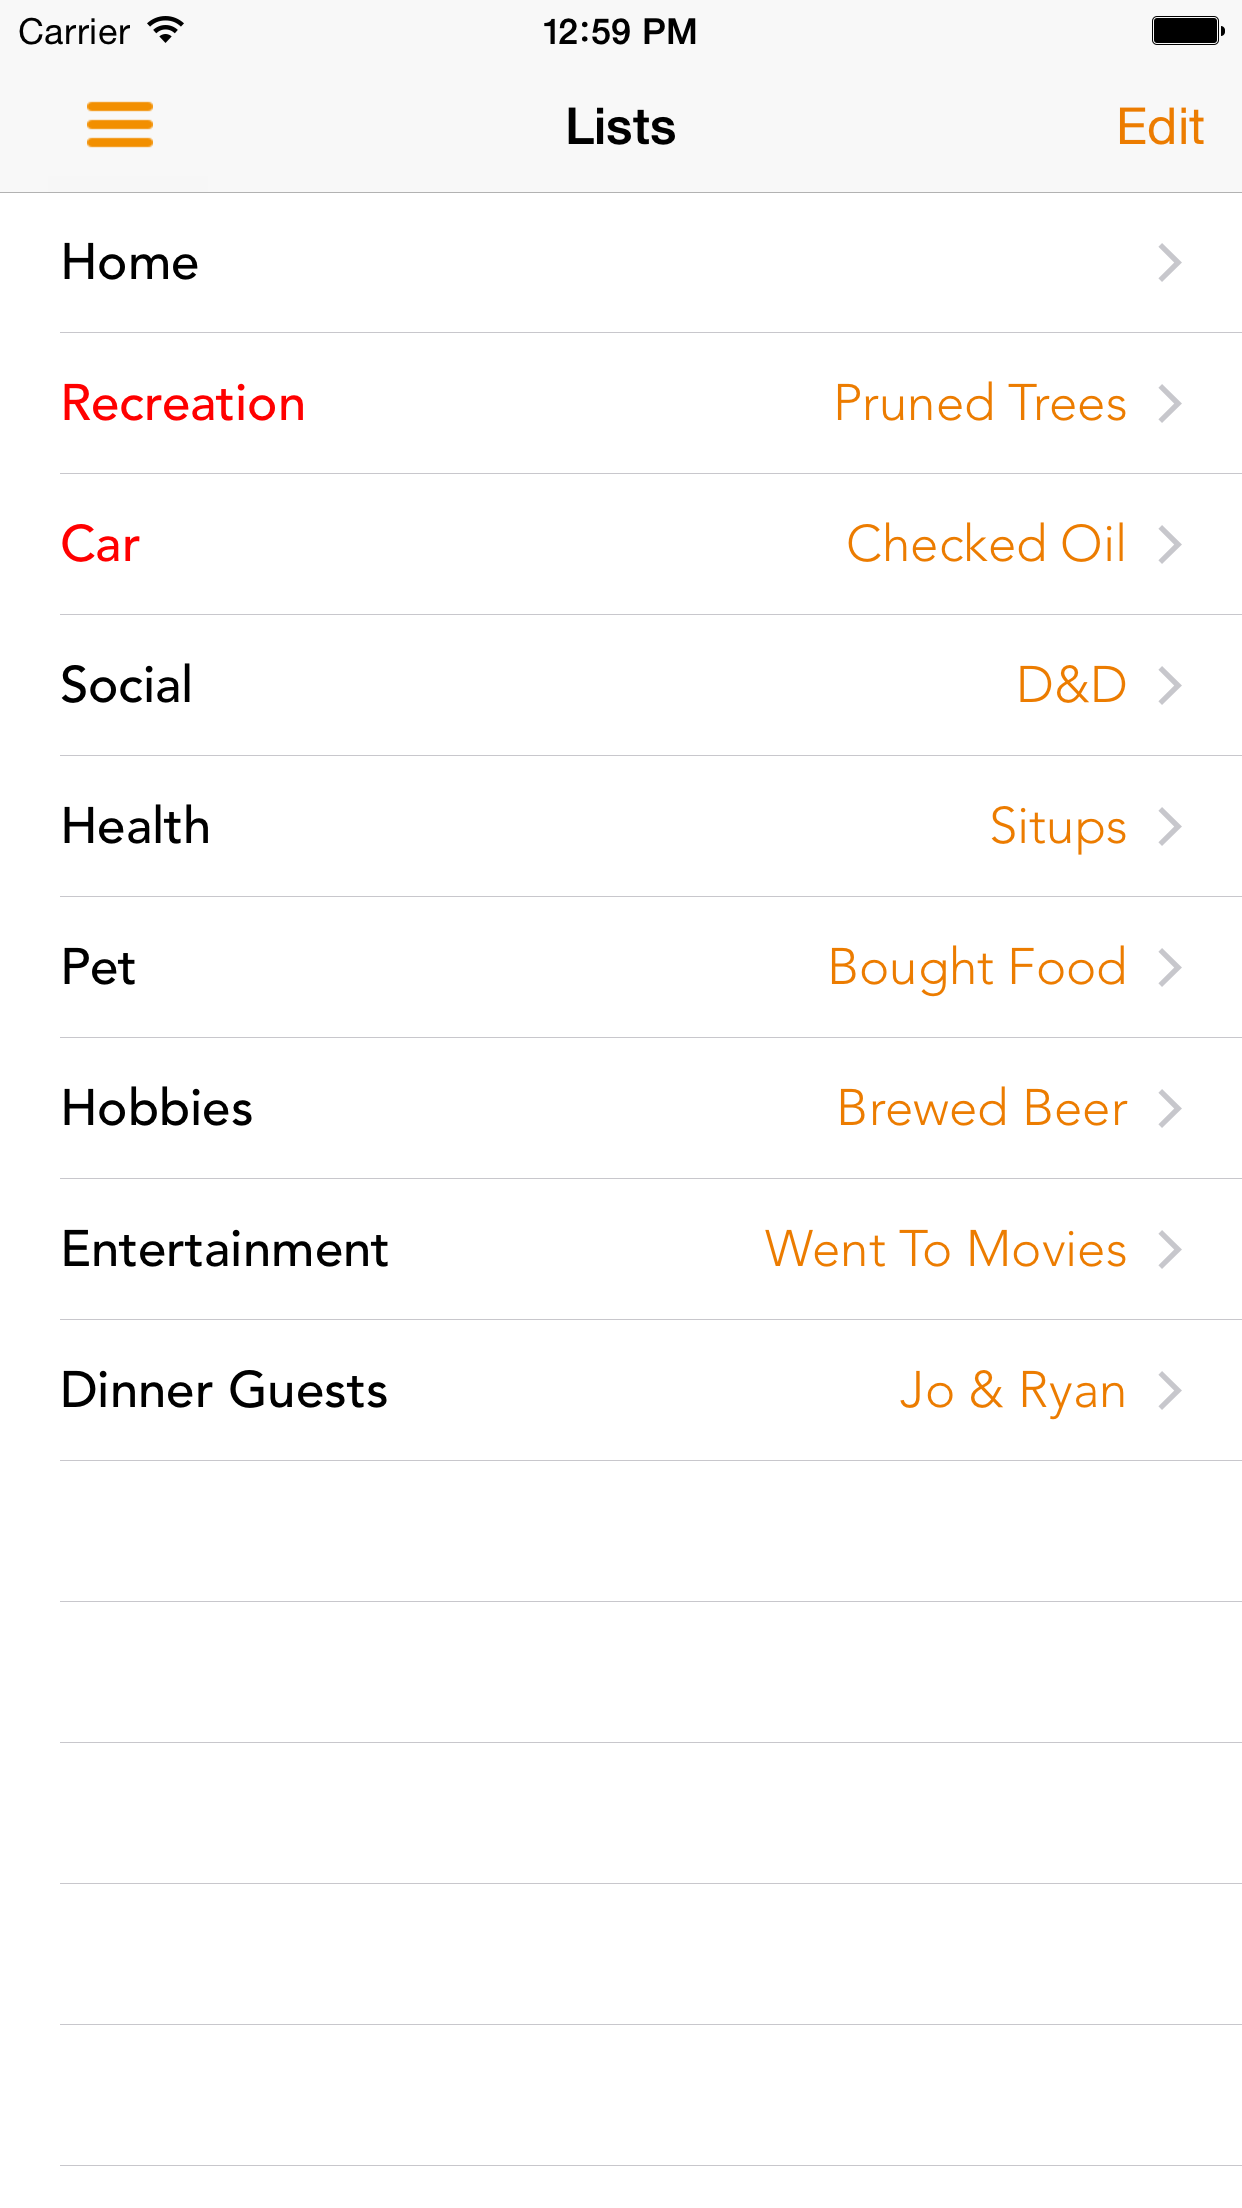 Carrier 12:59 PM
Lists Edit
Home
Recreation Pruned Trees
Car Checked Oil
Social D&D
Health Situps
Pet Bought Food
Hobbies Brewed Beer
Entertainment Went To Movies
Dinner Guests Jo & Ryan